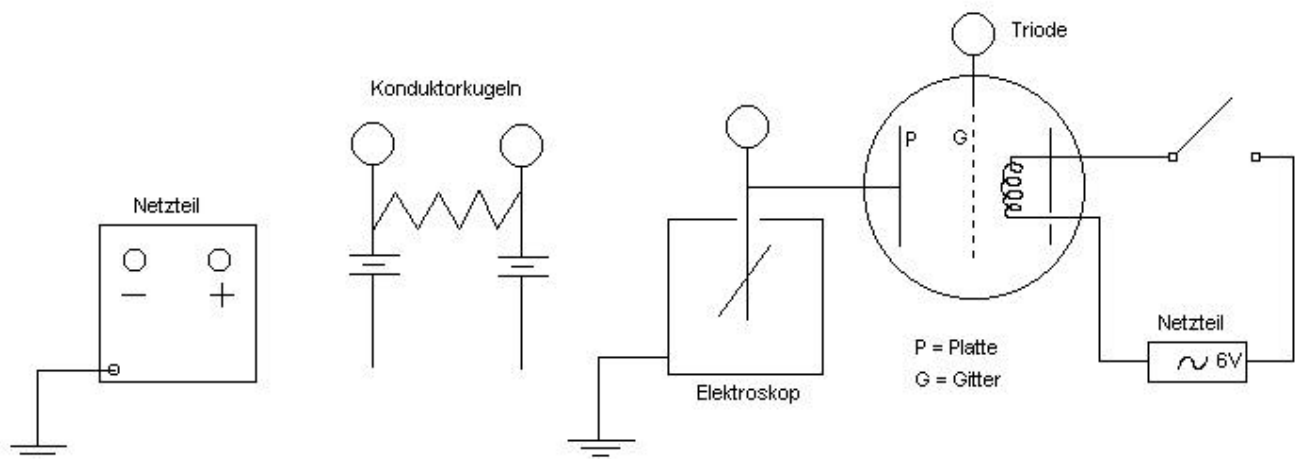 Triode
Konduktorkugeln
P G
Netzteil
− +
Netzteil
P = Platte
6V
G = Gitter
Elektroskop